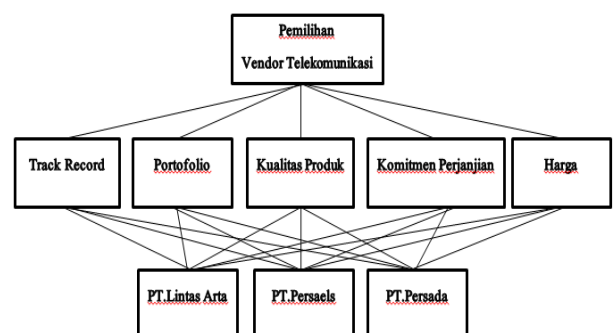 Pemilihan
Vendor Telekomunikasi
Track Record
Portofolio
Kualitas Produk
Komitmen Perjanjian
Harga
PT.Lintas Arta
PT.Persaels
PT.Persada